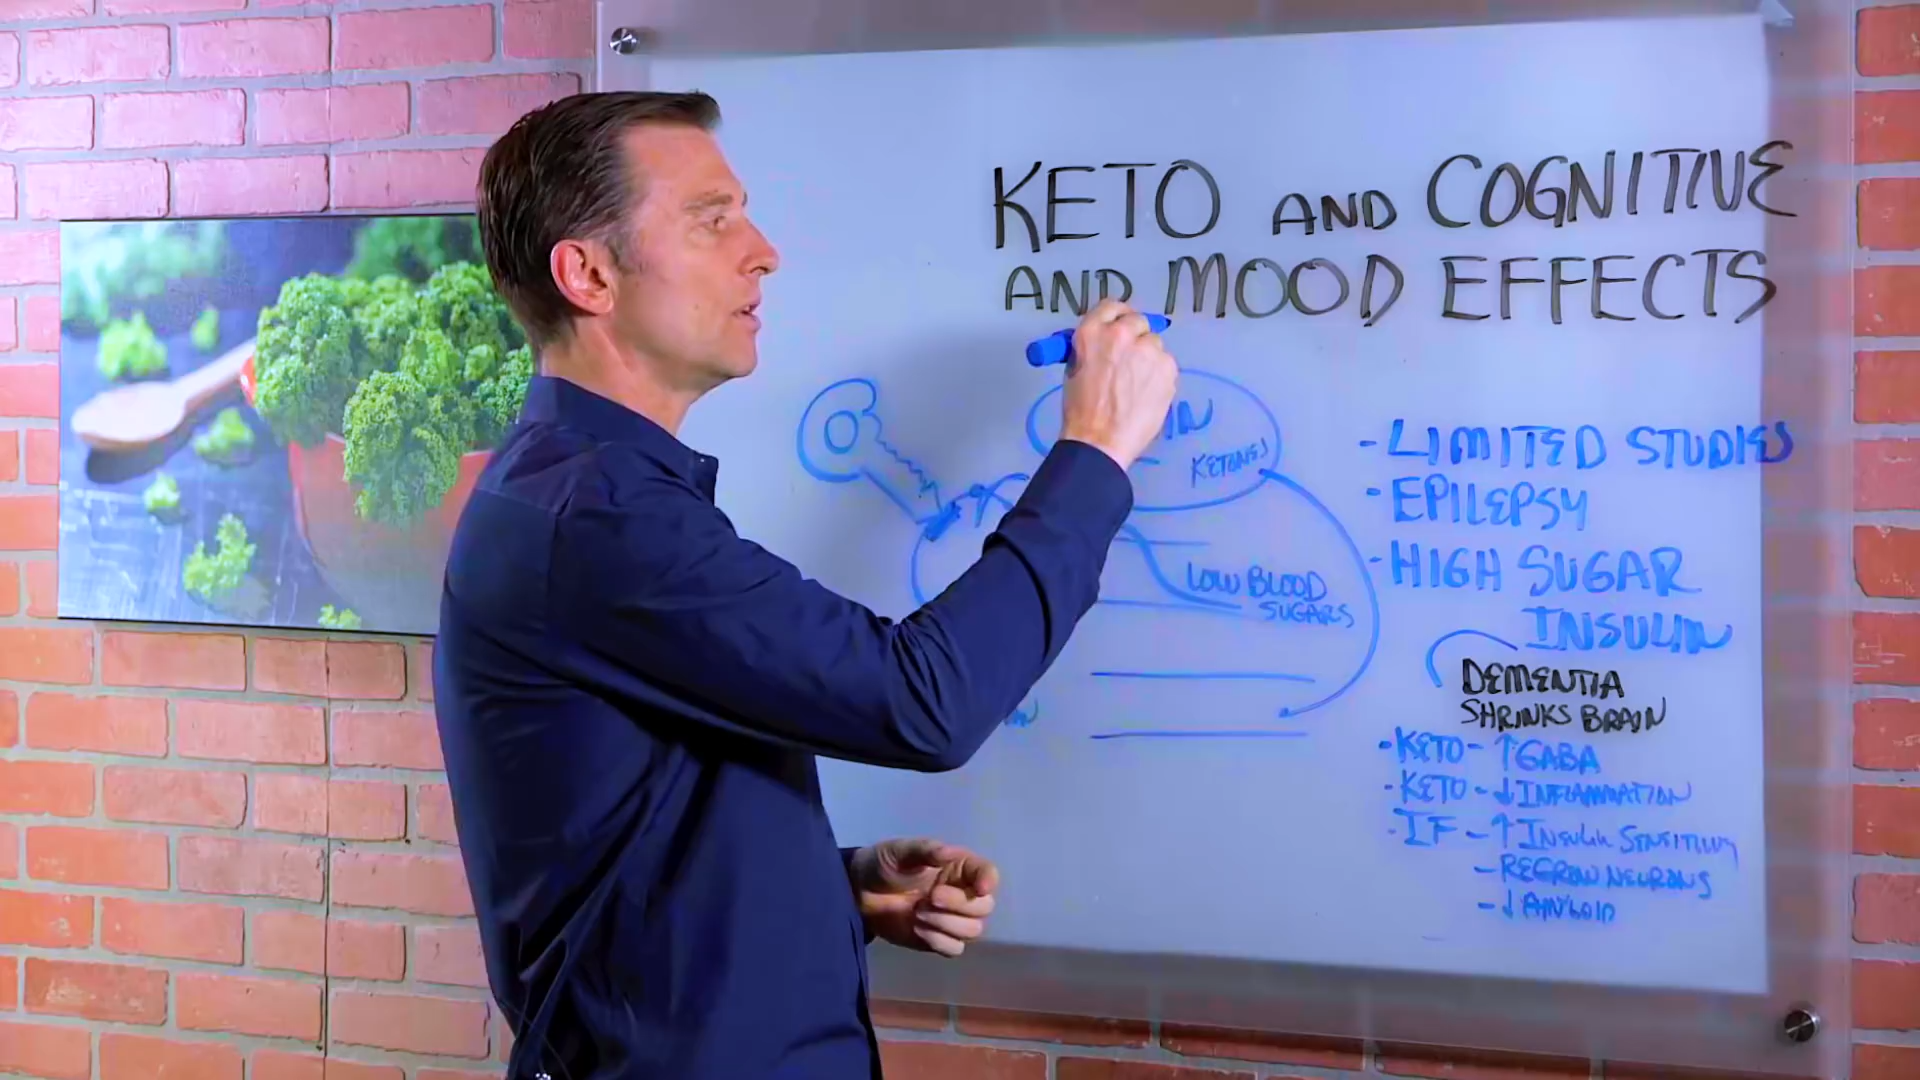 KETO AND COGNITIVE
AND MOOD EFFECTS
KETONES
LOW BLOOD
SUGARS
- LIMITED STUDIES
- EPILEPSY
- HIGH SUGAR
INSULIN
DEMENTIA
SHRINKS BRAIN
- KETO - ↑ GABA
- KETO - ↓ INFLAMMATION
- IF - ↑ INSULIN SENSITIVITY
- REGROW NEURONS
- ↓